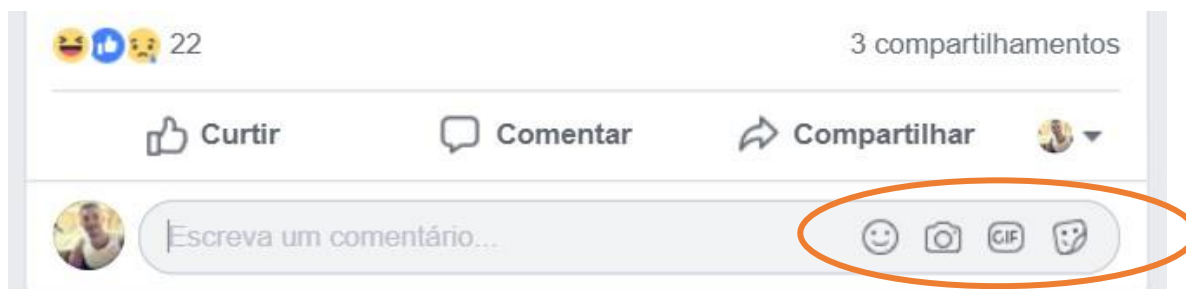 22 3 compartilhamentos
Curtir Comentar Compartilhar
Escreva um comentário... GIF